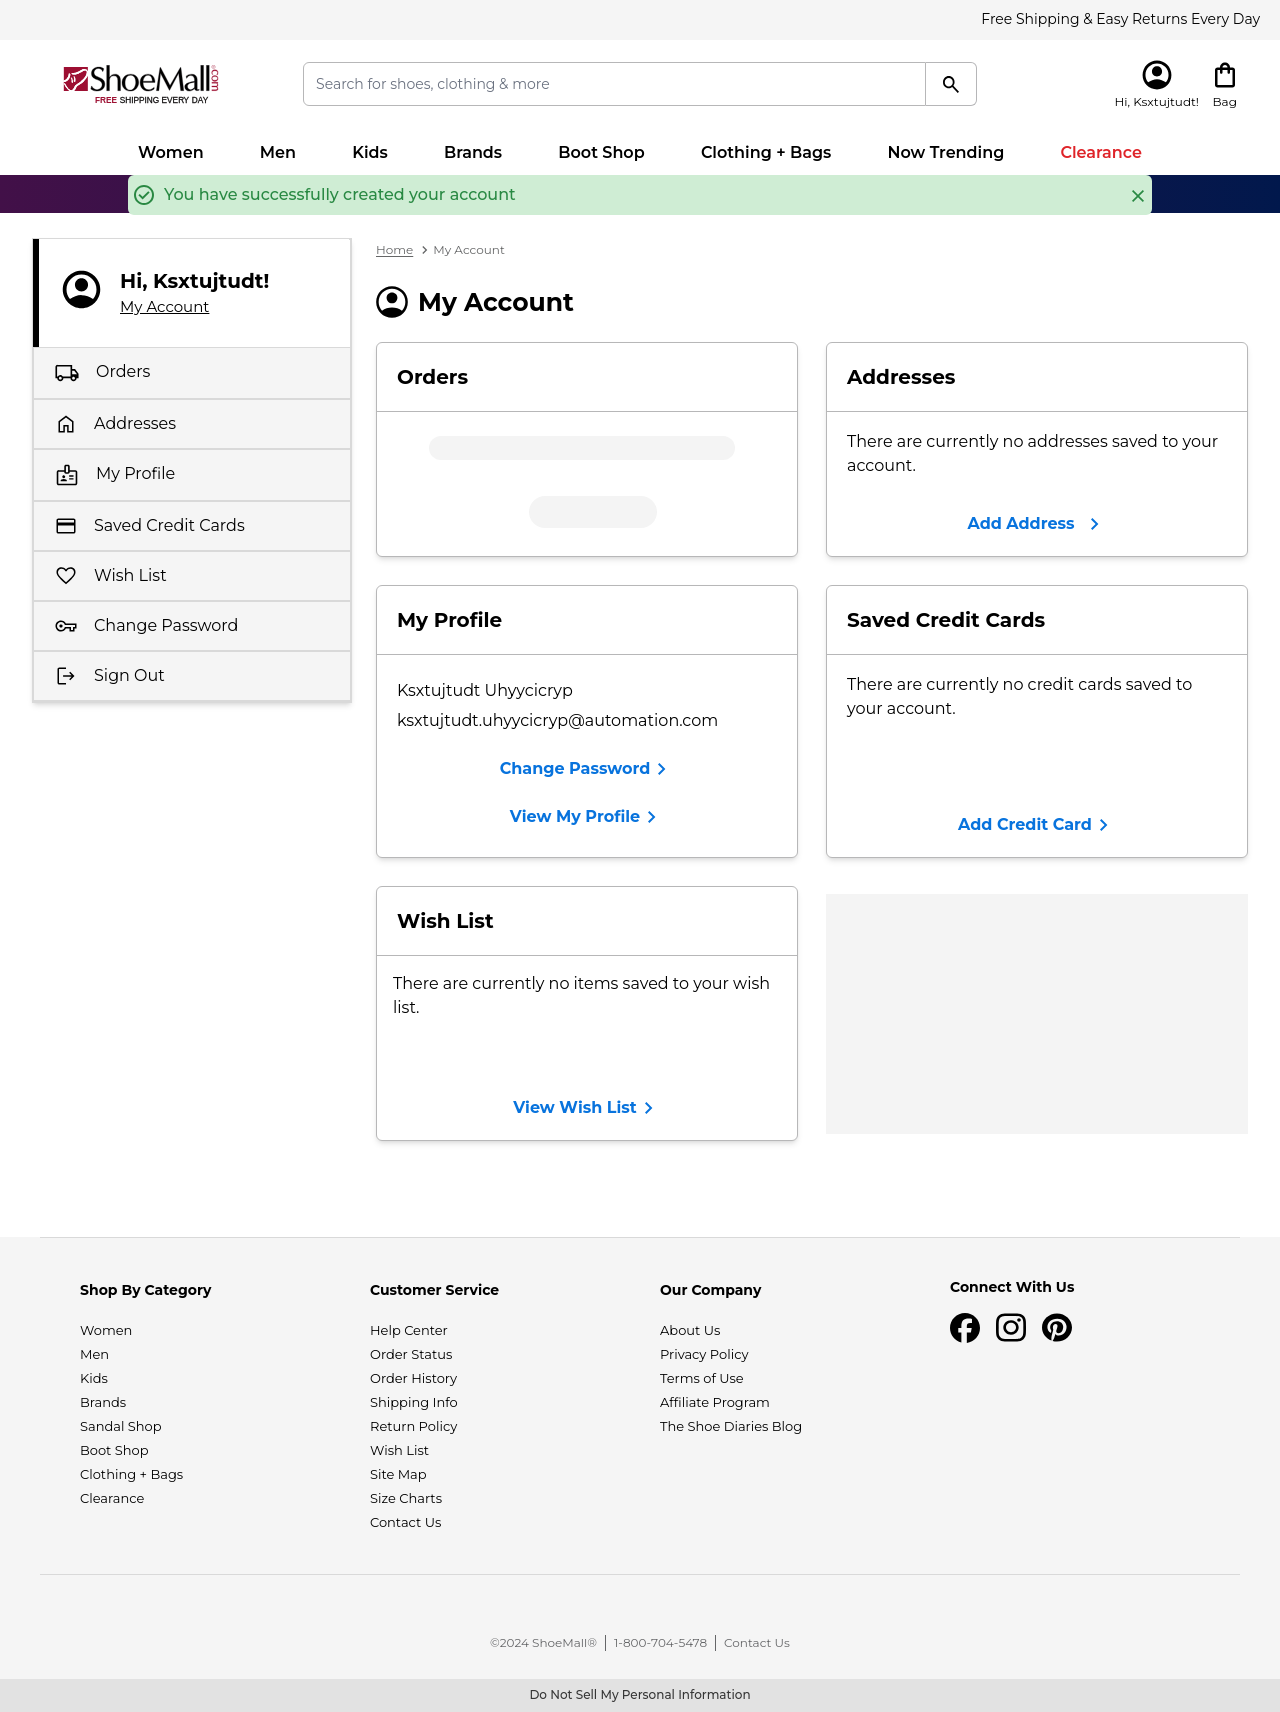 Free Shipping & Easy Returns Every Day
ShoeMall.com
FREE SHIPPING EVERY DAY
Search for shoes, clothing & more
Hi, Ksxtujtudt!
Bag
Women Men Kids Brands Boot Shop Clothing + Bags Now Trending Clearance
You have successfully created your account
Hi, Ksxtujtudt!
My Account
Orders
Addresses
My Profile
Saved Credit Cards
Wish List
Change Password
Sign Out
Home > My Account
My Account
Orders
Addresses
There are currently no addresses saved to your
account.
Add Address
My Profile
Ksxtujtudt Uhyycicryp
ksxtujtudt.uhyycicryp@automation.com
Change Password
View My Profile
Saved Credit Cards
There are currently no credit cards saved to
your account.
Add Credit Card
Wish List
There are currently no items saved to your wish
list.
View Wish List
Shop By Category
Women
Men
Kids
Brands
Sandal Shop
Boot Shop
Clothing + Bags
Clearance
Customer Service
Help Center
Order Status
Order History
Shipping Info
Return Policy
Wish List
Site Map
Size Charts
Contact Us
Our Company
About Us
Privacy Policy
Terms of Use
Affiliate Program
The Shoe Diaries Blog
Connect With Us
©2024 ShoeMall® | 1-800-704-5478 | Contact Us
Do Not Sell My Personal Information